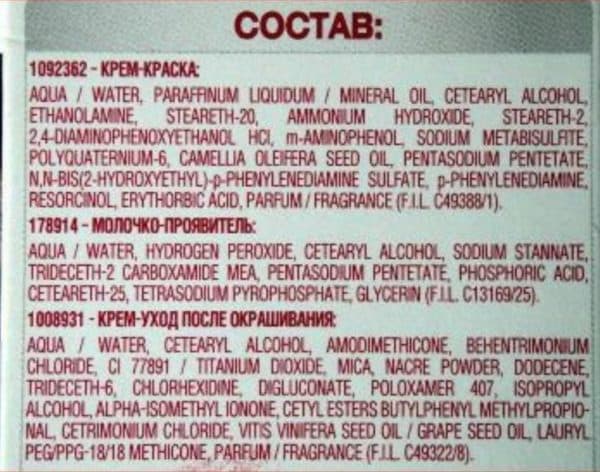 СОСТАВ:
1092362 - КРЕМ-КРАСКА:
AQUA / WATER, PARAFFINUM LIQUIDUM / MINERAL OIL, CETEARYL ALCOHOL,
ETHANOLAMINE, STEARETH-20, AMMONIUM HYDROXIDE, STEARETH-2,
2,4-DIAMINOPHENOXYETHANOL HCl, m-AMINOPHENOL, SODIUM METABISULFITE,
POLYQUATERNIUM-6, CAMELLIA OLEIFERA SEED OIL, PENTASODIUM PENTETATE,
N,N-BIS(2-HYDROXYETHYL)-p-PHENYLENEDIAMINE SULFATE, p-PHENYLENEDIAMINE,
RESORCINOL, ERYTHORBIC ACID, PARFUM / FRAGRANCE (F.I.L. C49388/1).
178914 - МОЛОЧКО-ПРОЯВИТЕЛЬ:
AQUA / WATER, HYDROGEN PEROXIDE, CETEARYL ALCOHOL, SODIUM STANNATE,
TRIDECETH-2 CARBOXAMIDE MEA, PENTASODIUM PENTETATE, PHOSPHORIC ACID,
CETEARETH-25, TETRASODIUM PYROPHOSPHATE, GLYCERIN (F.I.L. C13169/25).
1008931 - КРЕМ-УХОД ПОСЛЕ ОКРАШИВАНИЯ:
AQUA / WATER, CETEARYL ALCOHOL, AMODIMETHICONE, BEHENTRIMONIUM
CHLORIDE, CI 77891 / TITANIUM DIOXIDE, MICA, NACRE POWDER, DODECENE,
TRIDECETH-6, CHLORHEXIDINE, DIGLUCONATE, POLOXAMER 407, ISOPROPYL
ALCOHOL, ALPHA-ISOMETHYL IONONE, CETYL ESTERS BUTYLPHENYL METHYLPROPIO-
NAL, CETRIMONIUM CHLORIDE, VITIS VINIFERA SEED OIL / GRAPE SEED OIL, LAURYL
PEG/PPG-18/18 METHICONE, PARFUM / FRAGRANCE (F.I.L. C49322/8).